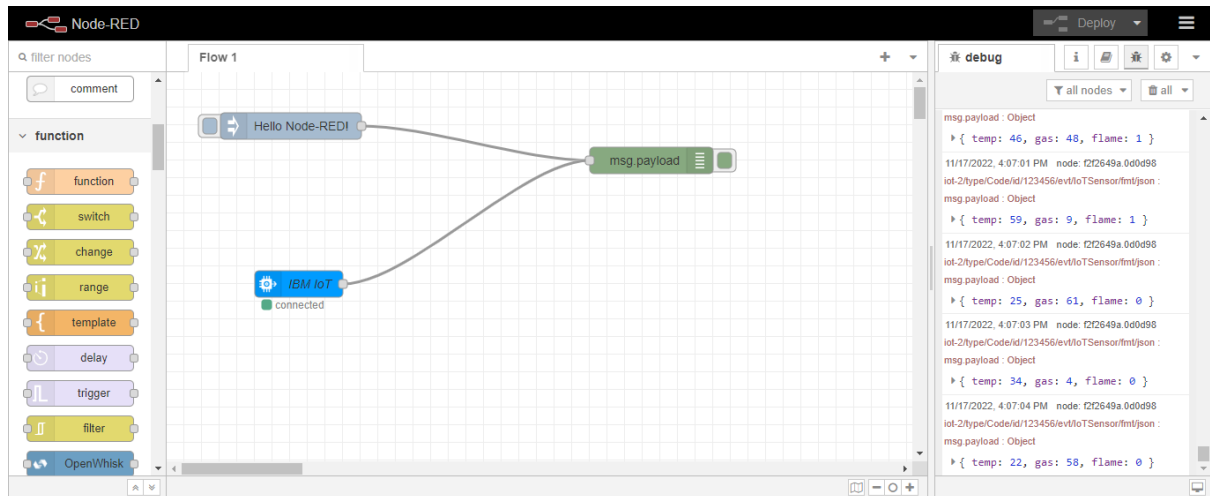 Node-RED
Deploy
filter nodes
comment
function
function
switch
change
range
template
delay
trigger
filter
OpenWhisk
Flow 1
Hello Node-RED!
msg.payload
IBM IoT
connected
debug
all nodes
all
msg.payload : Object
{ temp: 46, gas: 48, flame: 1 }
11/17/2022, 4:07:01 PM node: f2f2649a.0d0d98
iot-2/type/Code/id/123456/evt/IoTSensor/fmt/json :
msg.payload : Object
{ temp: 59, gas: 9, flame: 1 }
11/17/2022, 4:07:02 PM node: f2f2649a.0d0d98
iot-2/type/Code/id/123456/evt/IoTSensor/fmt/json :
msg.payload : Object
{ temp: 25, gas: 61, flame: 0 }
11/17/2022, 4:07:03 PM node: f2f2649a.0d0d98
iot-2/type/Code/id/123456/evt/IoTSensor/fmt/json :
msg.payload : Object
{ temp: 34, gas: 4, flame: 0 }
11/17/2022, 4:07:04 PM node: f2f2649a.0d0d98
iot-2/type/Code/id/123456/evt/IoTSensor/fmt/json :
msg.payload : Object
{ temp: 22, gas: 58, flame: 0 }